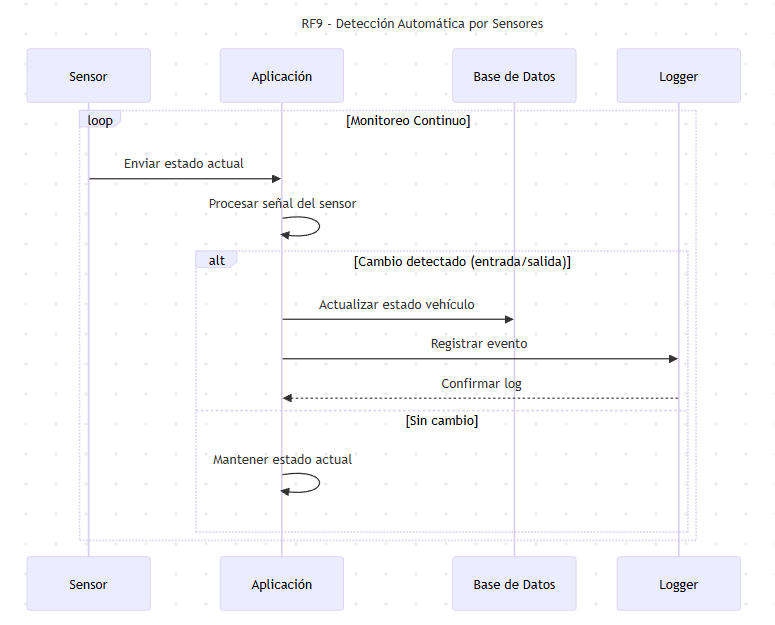 RF9 - Detección Automática por Sensores
Sensor
Aplicación
Base de Datos
Logger
loop
[Monitoreo Continuo]
Enviar estado actual
Procesar señal del sensor
alt
[Cambio detectado (entrada/salida)]
Actualizar estado vehículo
Registrar evento
Confirmar log
[Sin cambio]
Mantener estado actual
Sensor
Aplicación
Base de Datos
Logger